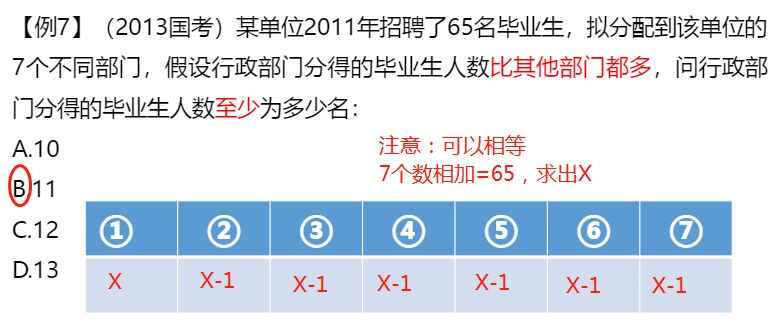 【例7】（2013国考）某单位2011年招聘了65名毕业生，拟分配到该单位的
7个不同部门，假设行政部门分得的毕业生人数比其他部门都多，问行政部
门分得的毕业生人数至少为多少名：
A.10
注意：可以相等
7个数相加=65，求出X
B.11
C.12
① ② ③ ④ ⑤ ⑥ ⑦
D.13
X X-1 X-1 X-1 X-1 X-1 X-1